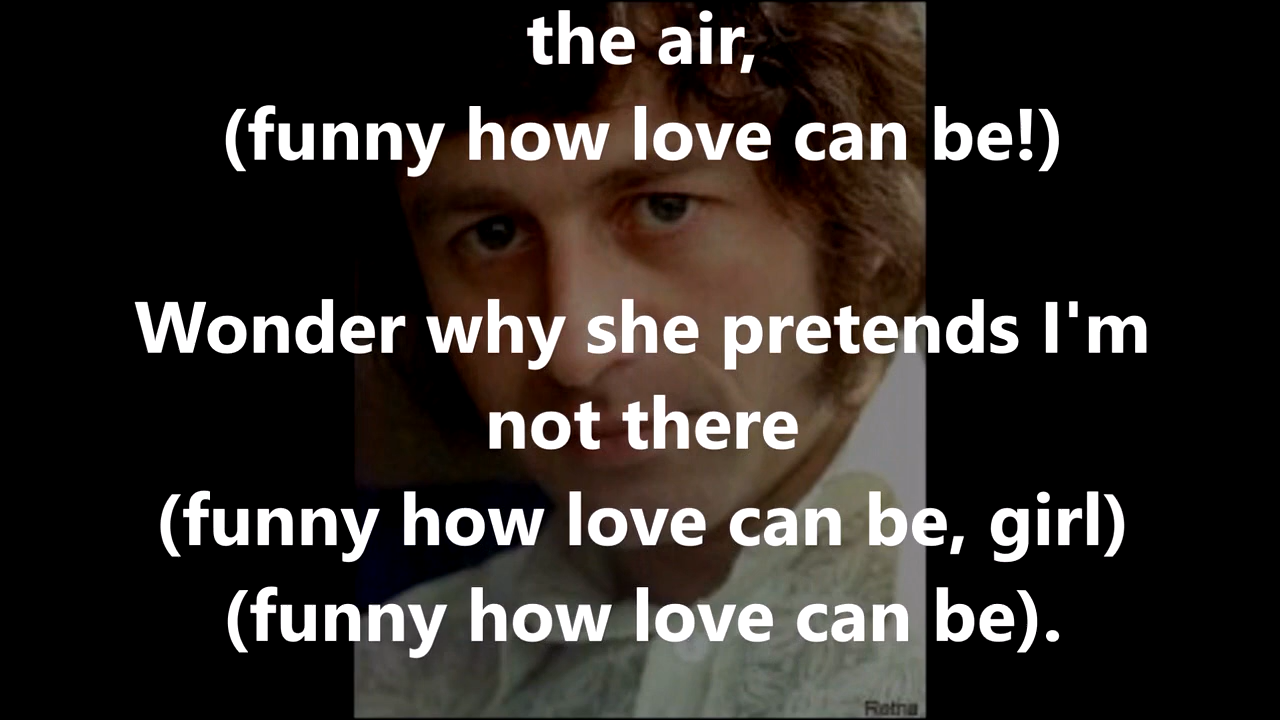 the air,
(funny how love can be!)
Wonder why she pretends I'm
not there
(funny how love can be, girl)
(funny how love can be).
Retna